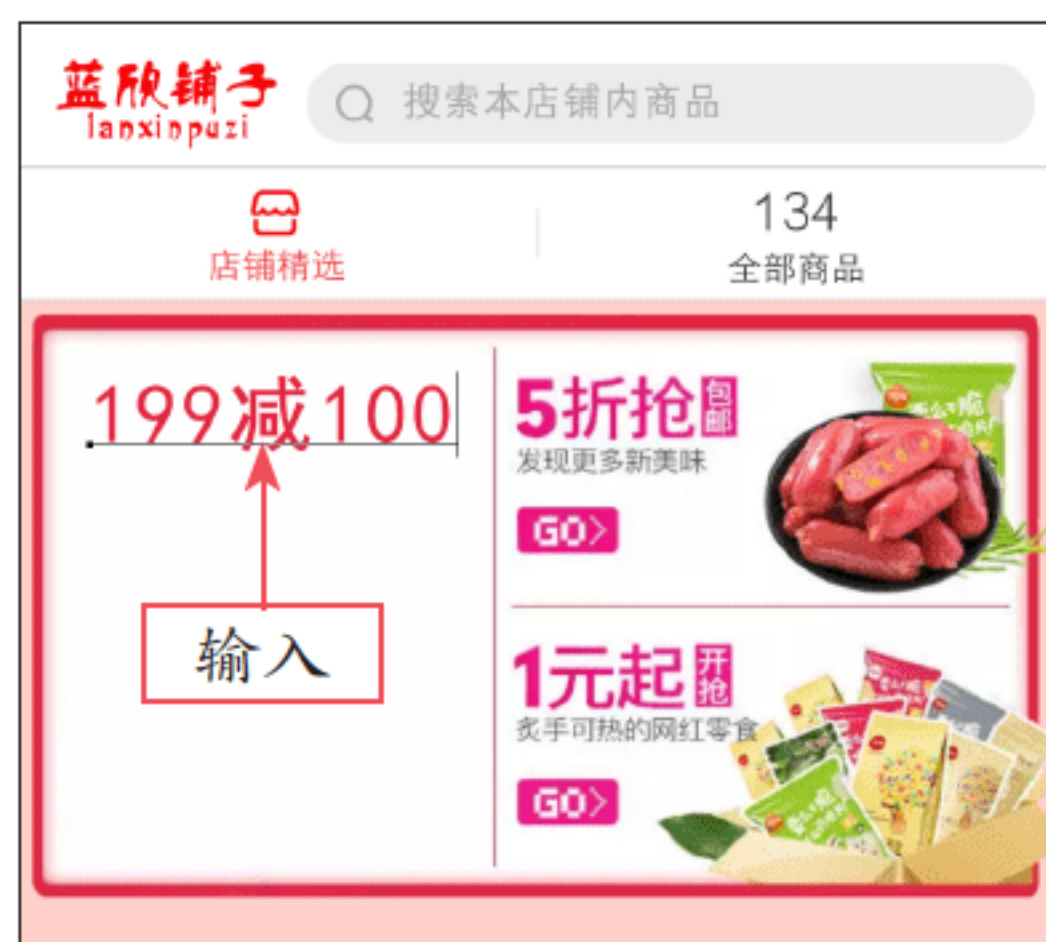 蓝欣铺子
lanxinpuzi
搜索本店铺内商品
店铺精选
134
全部商品
199减100
输入
5折抢包邮
发现更多新美味
GO>
1元起开抢
炙手可热的网红零食
GO>